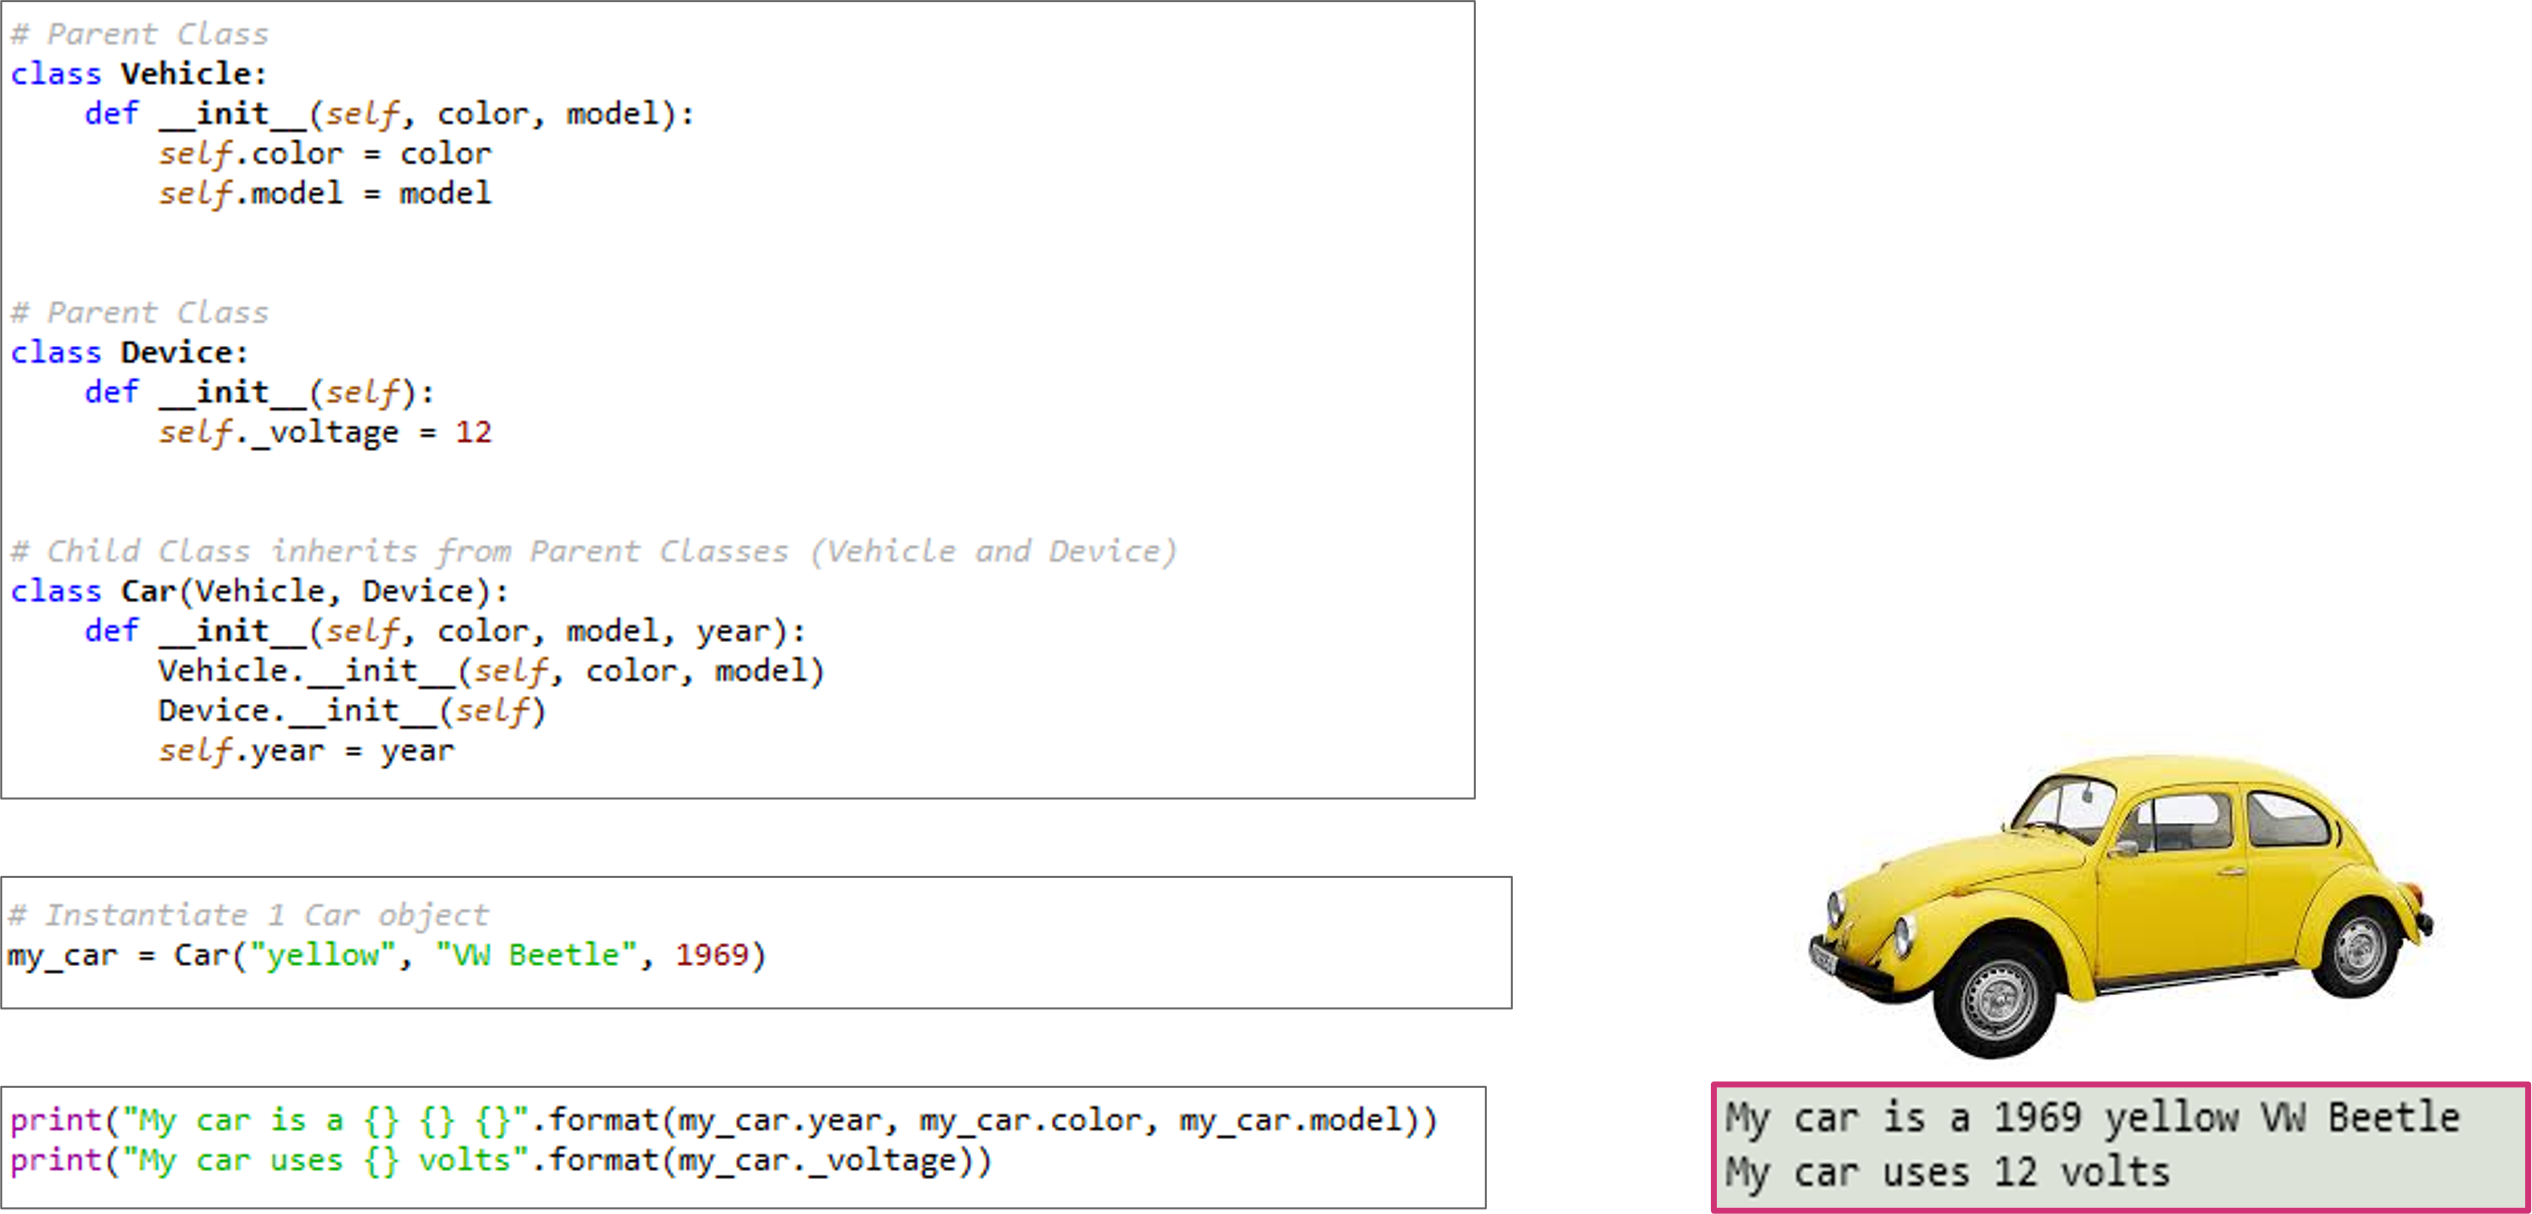 # Parent Class
class Vehicle:
    def __init__(self, color, model):
        self.color = color
        self.model = model
# Parent Class
class Device:
    def __init__(self):
        self._voltage = 12
# Child Class inherits from Parent Classes (Vehicle and Device)
class Car(Vehicle, Device):
    def __init__(self, color, model, year):
        Vehicle.__init__(self, color, model)
        Device.__init__(self)
        self.year = year
# Instantiate 1 Car object
my_car = Car("yellow", "VW Beetle", 1969)
print("My car is a {} {} {}".format(my_car.year, my_car.color, my_car.model))
print("My car uses {} volts".format(my_car._voltage))
My car is a 1969 yellow VW Beetle
My car uses 12 volts